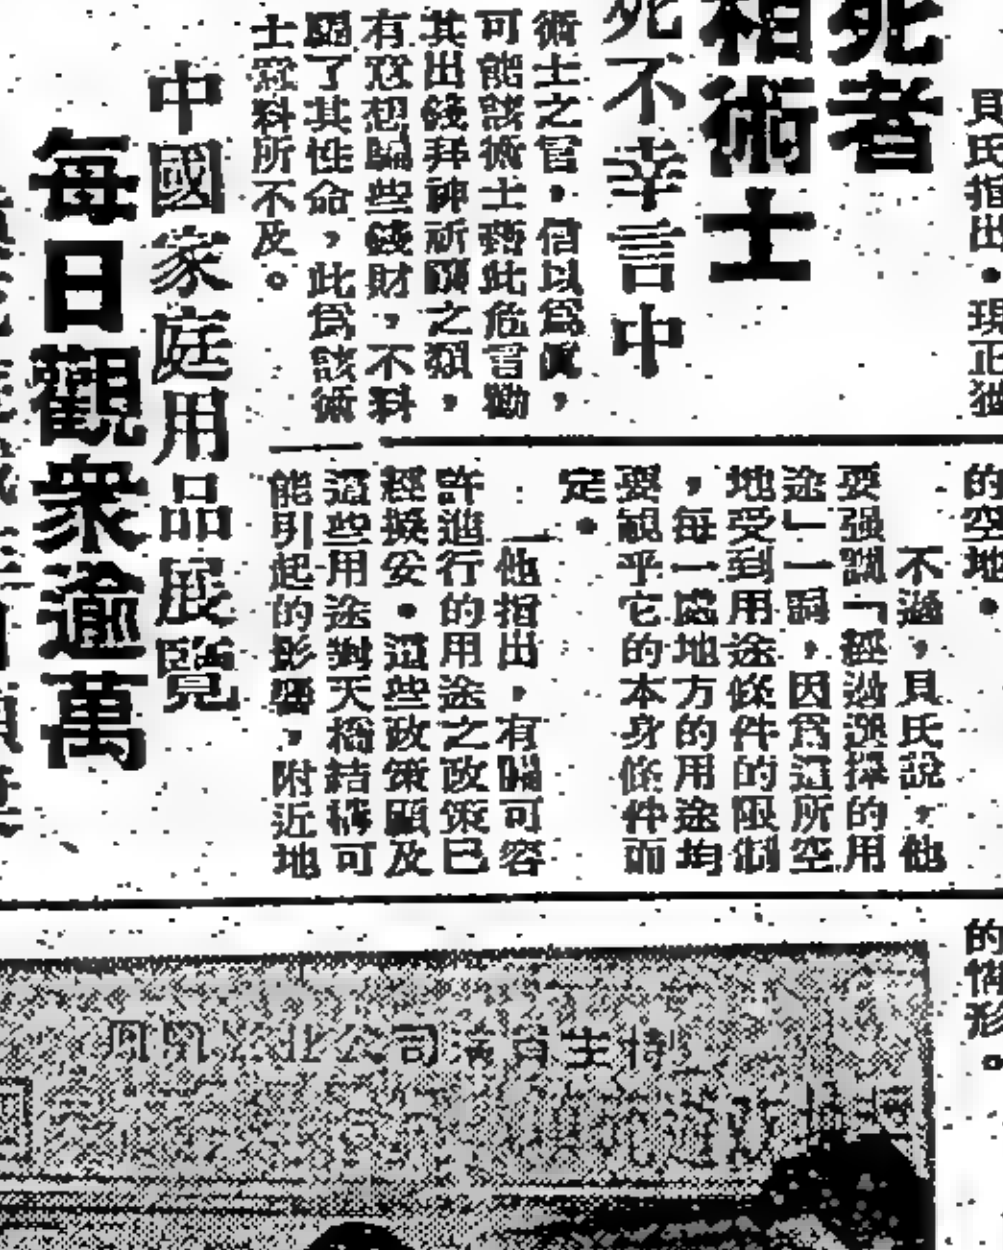 貝氏指出。現正
死者
相術士
死不幸言中
術士之言，信以為眞，
可能該術士藉此危言勸
其出錢拜神祈願之類，
有意想騙些錢財，不料
了其性命，此為該術
士意料所不及。
中國家庭用品展覽
每日觀衆逾萬
的空地。
不過，貝氏說，他
要强調「經過選擇的用
途」一詞，因為這所空
地受到用途條件的限制
，每一處地方的用途均
要視乎它的本身條件而
定。
他指出，有 可容
許進行的用途之政策已
經擬妥。這些政策顧及
這些用途對天橋結構可
能引起的影響，附近地
的情形。
公司